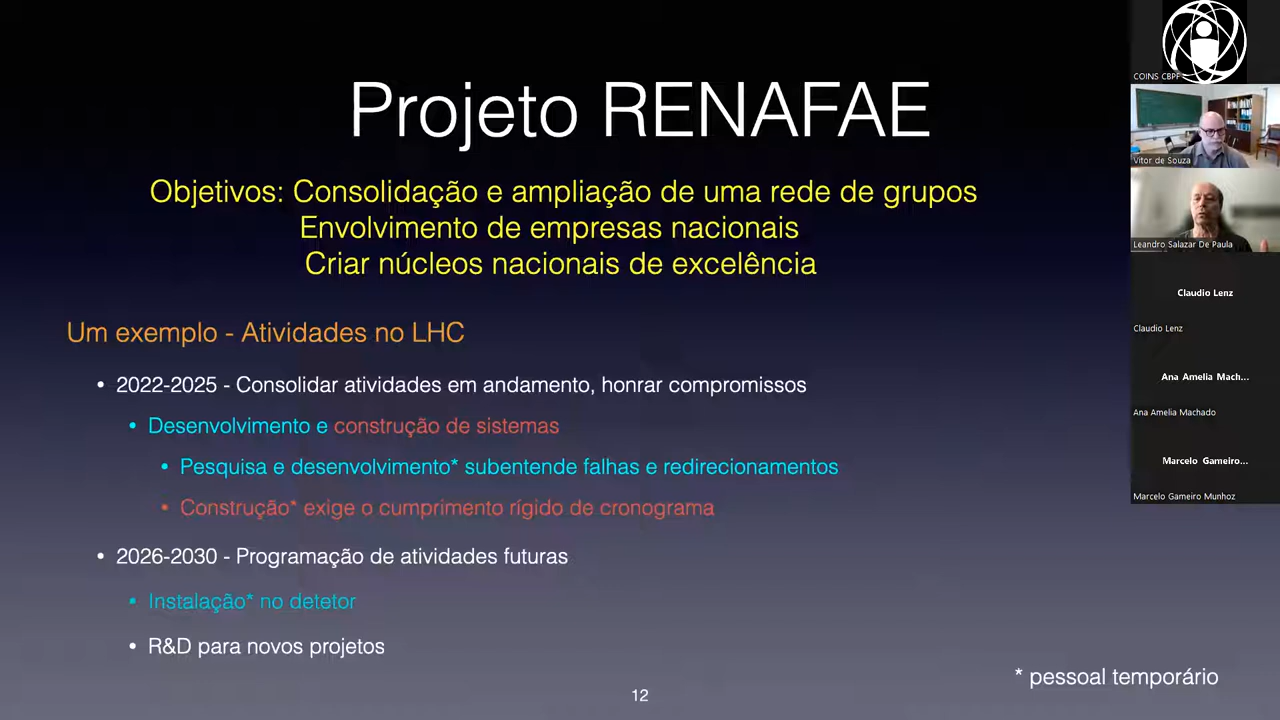 Projeto RENAFAE
Objetivos: Consolidação e ampliação de uma rede de grupos
Envolvimento de empresas nacionais
Criar núcleos nacionais de excelência
Um exemplo - Atividades no LHC
• 2022-2025 - Consolidar atividades em andamento, honrar compromissos
• Desenvolvimento e construção de sistemas
• Pesquisa e desenvolvimento* subentende falhas e redirecionamentos
• Construção* exige o cumprimento rígido de cronograma
• 2026-2030 - Programação de atividades futuras
• Instalação* no detetor
• R&D para novos projetos
* pessoal temporário
12
COINS CBPF
Vitor de Souza
Leandro Salazar De Paula
Claudio Lenz
Claudio Lenz
Ana Amelia Mach...
Ana Amelia Machado
Marcelo Gameiro...
Marcelo Gameiro Munhoz